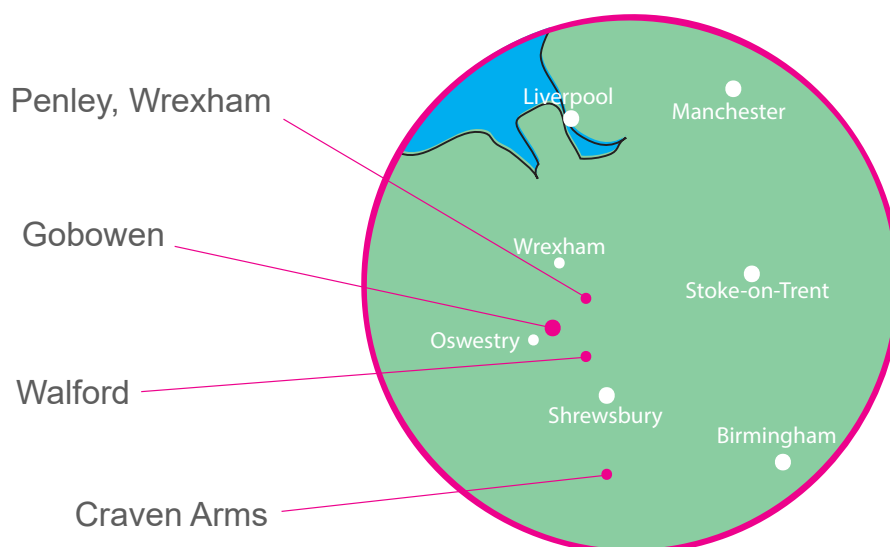 Penley, Wrexham
Gobowen
Walford
Craven Arms
Liverpool
Manchester
Wrexham
Stoke-on-Trent
Oswestry
Shrewsbury
Birmingham